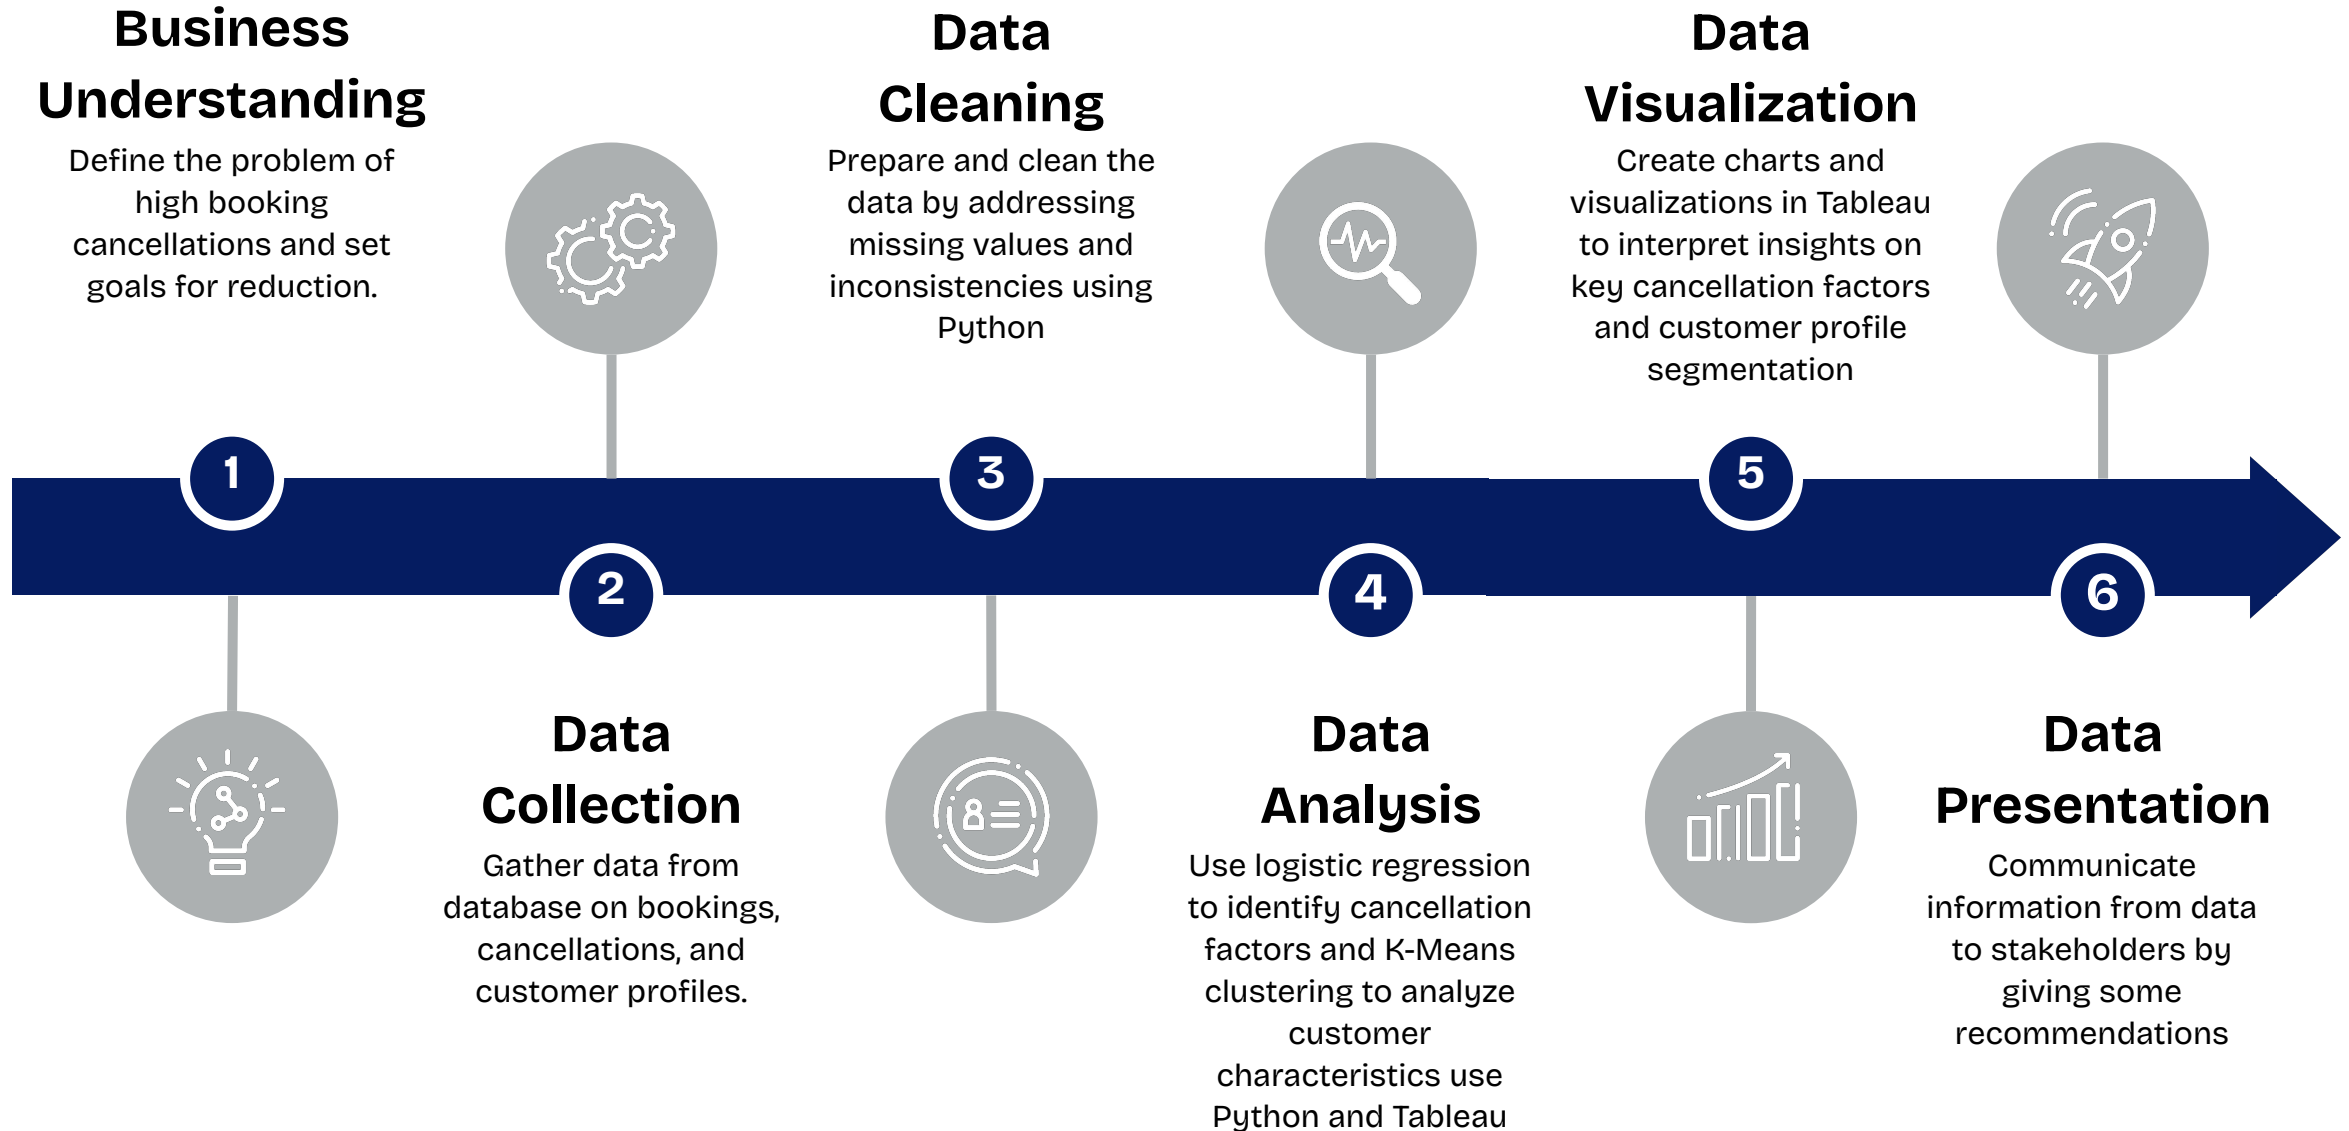 Business
Understanding
Define the problem of
high booking
cancellations and set
goals for reduction.
1
2
Data
Collection
Gather data from
database on bookings,
cancellations, and
customer profiles.
Data
Cleaning
Prepare and clean the
data by addressing
missing values and
inconsistencies using
Python
3
4
Data
Analysis
Use logistic regression
to identify cancellation
factors and K-Means
clustering to analyze
customer
characteristics use
Python and Tableau
Data
Visualization
Create charts and
visualizations in Tableau
to interpret insights on
key cancellation factors
and customer profile
segmentation
5
6
Data
Presentation
Communicate
information from data
to stakeholders by
giving some
recommendations